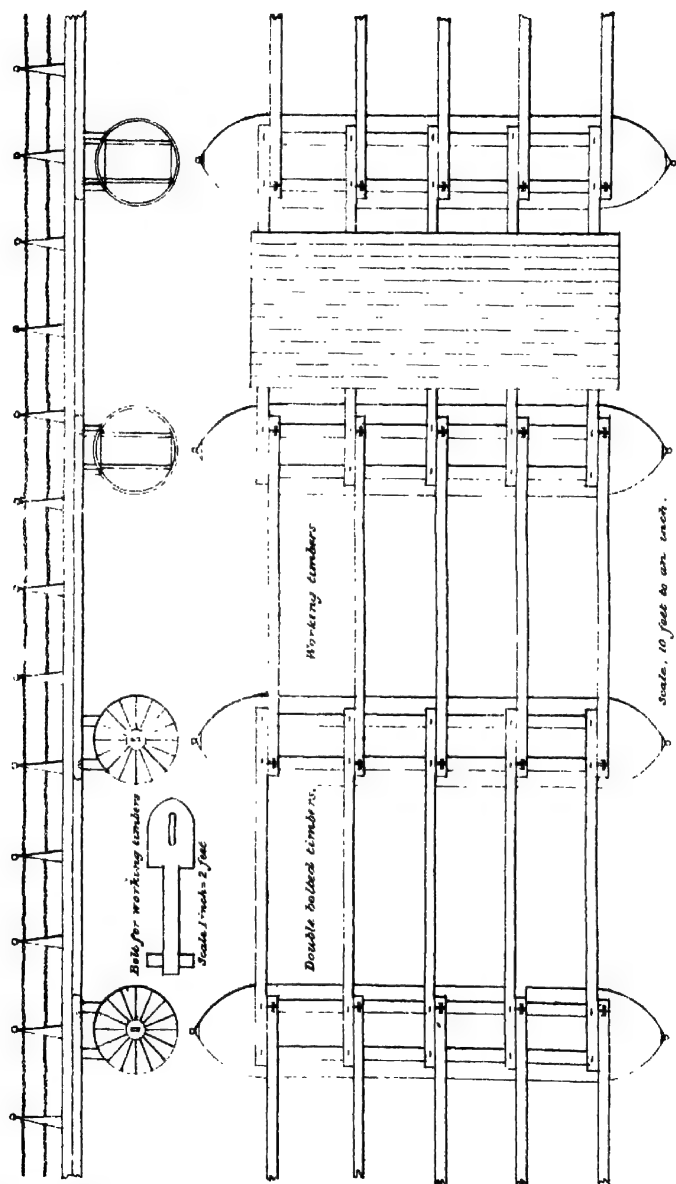 Bolt for working timbers
Scale 1 inch = 2 feet
Double bolted timbers.
Working timbers
Scale, 10 feet to an inch.